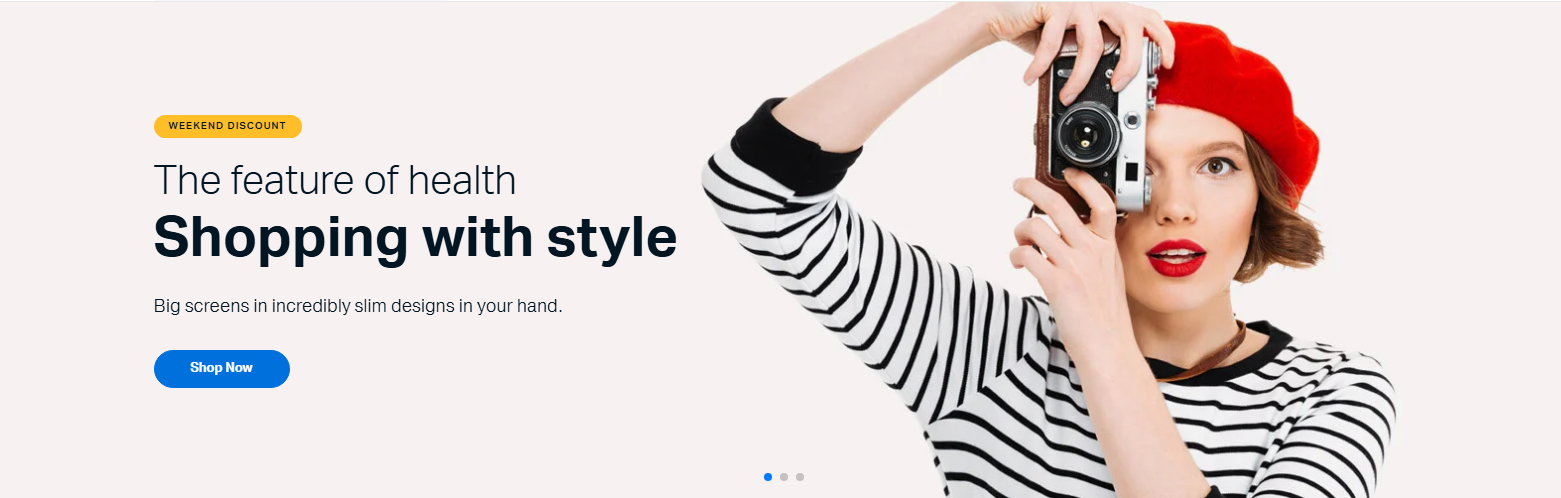 WEEKEND DISCOUNT
The feature of health
Shopping with style
Big screens in incredibly slim designs in your hand.
Shop Now